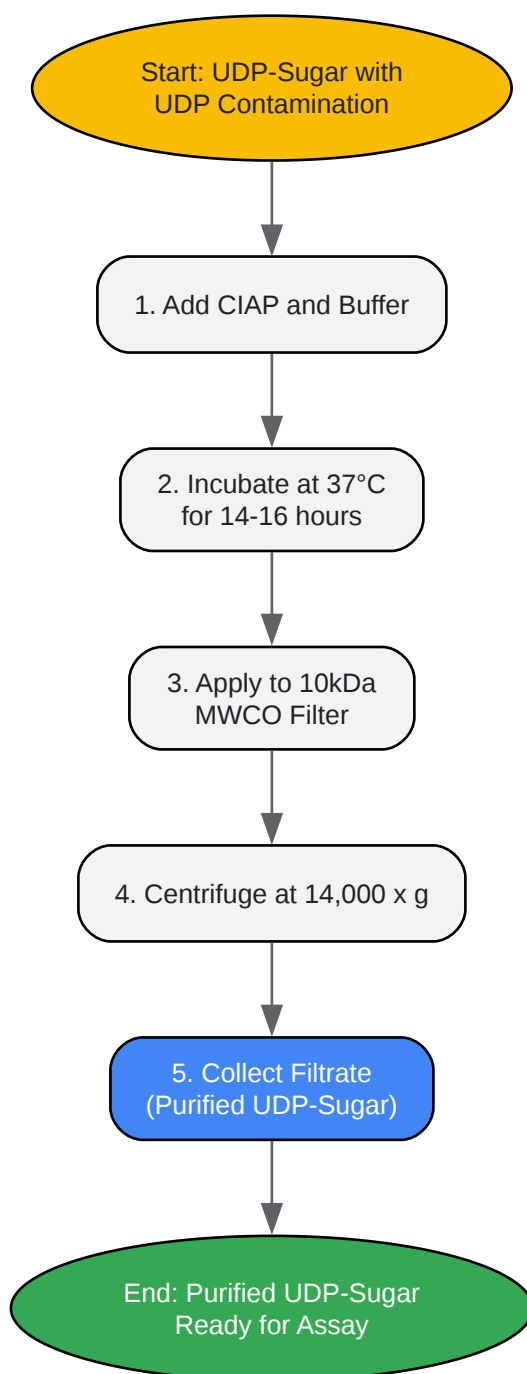 Start: UDP-Sugar with
UDP Contamination
1. Add CIAP and Buffer
2. Incubate at 37°C
for 14-16 hours
3. Apply to 10kDa
MWCO Filter
4. Centrifuge at 14,000 x g
5. Collect Filtrate
(Purified UDP-Sugar)
End: Purified UDP-Sugar
Ready for Assay